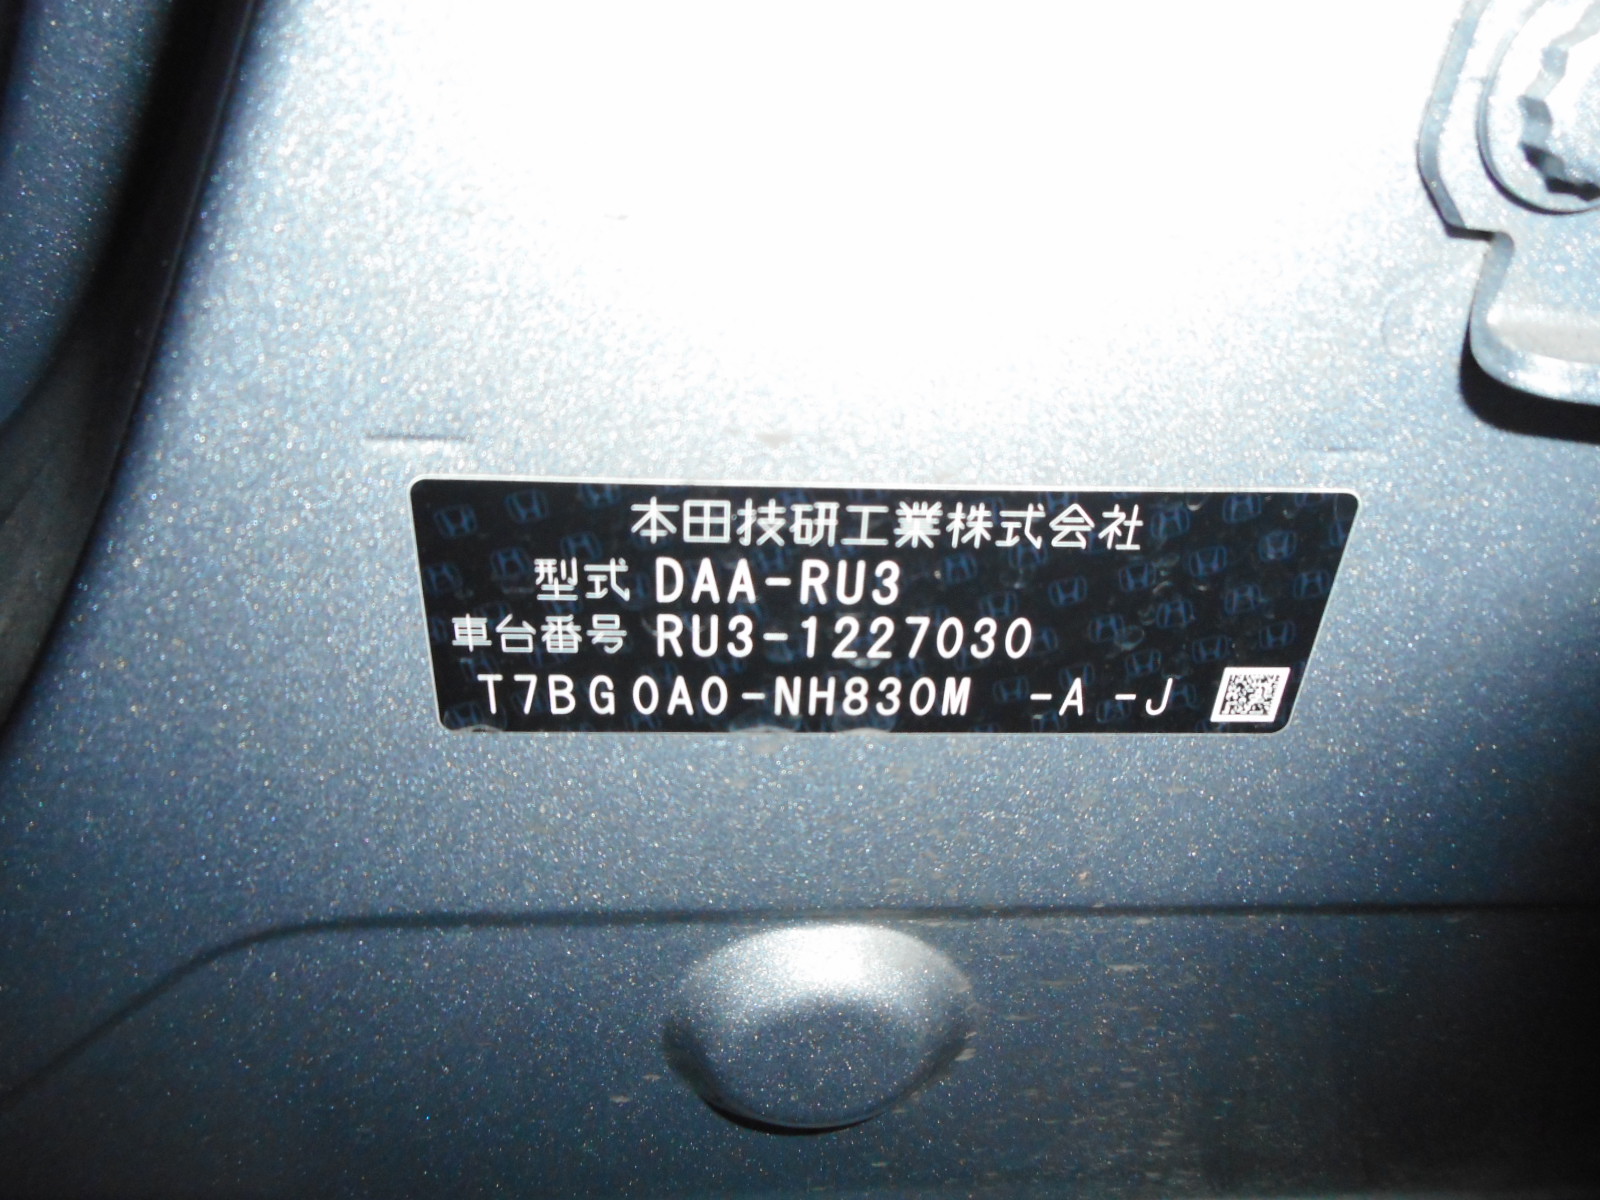 本田技研工業株式会社
型式 DAA-RU3
車台番号 RU3-1227030
T7BG0A0-NH830M -A -J